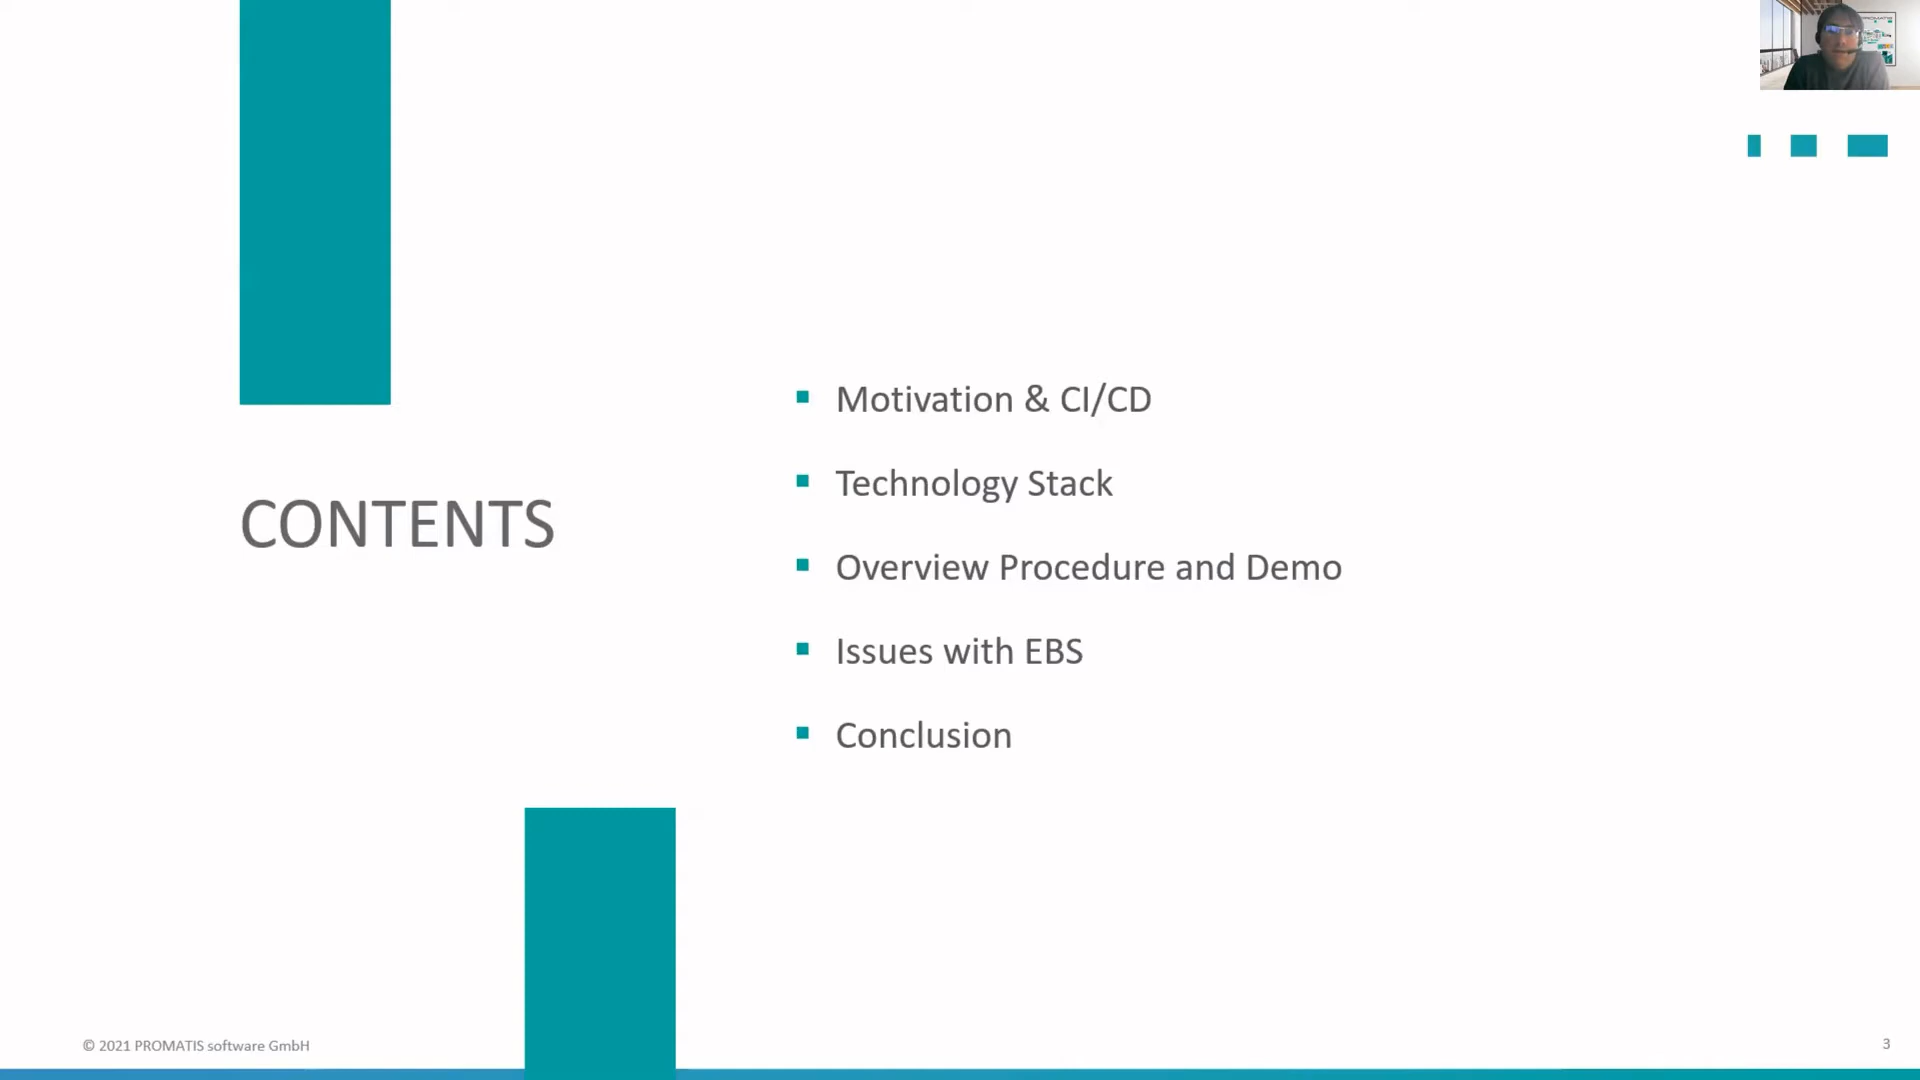 CONTENTS
Motivation & CI/CD
Technology Stack
Overview Procedure and Demo
Issues with EBS
Conclusion
© 2021 PROMATIS software GmbH
3